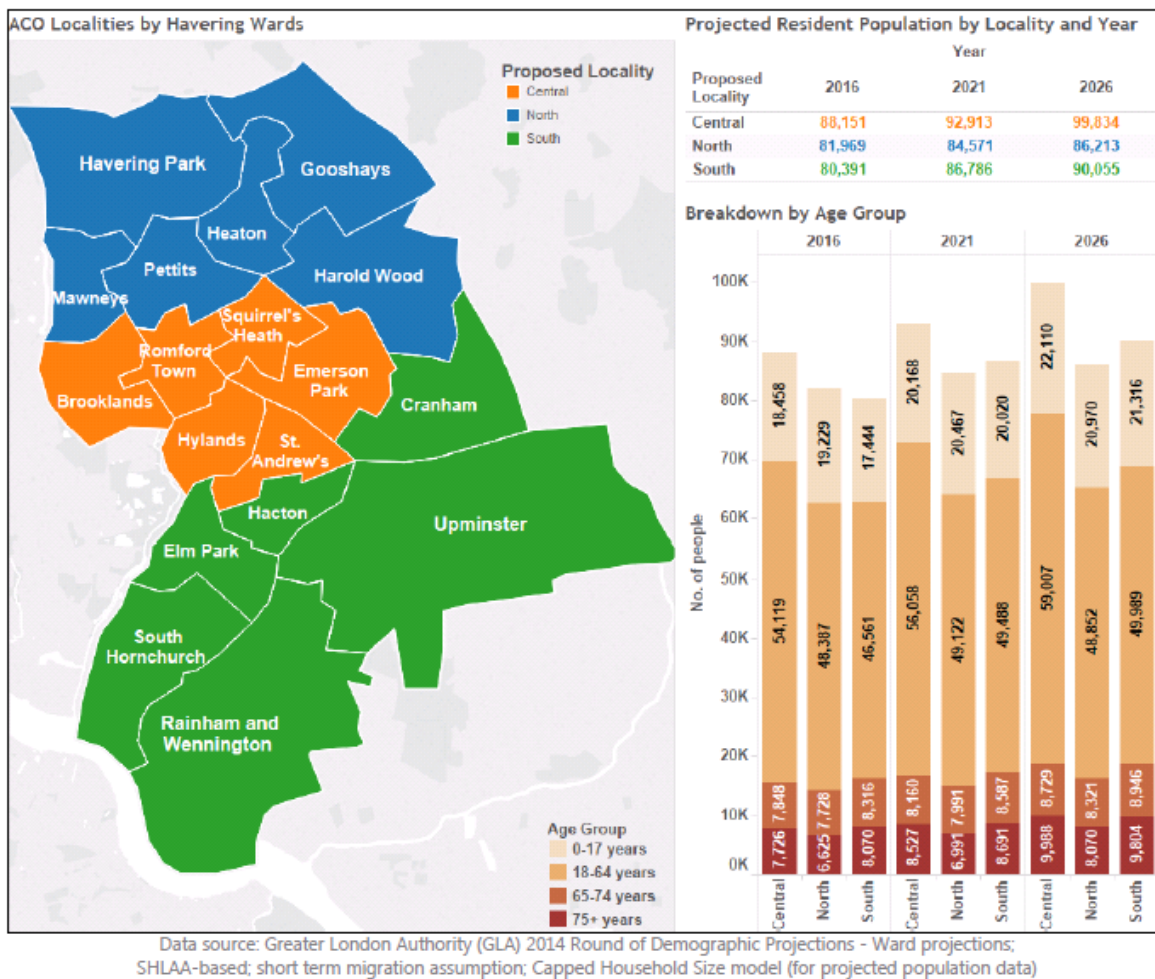 ACO Localities by Havering Wards
Proposed Locality
Central
North
South
Havering Park
Gooshays
Heaton
Pettits
Harold Wood
Mawneys
Squirrel's
Heath
Romford
Town
Emerson
Park
Brooklands
Cranham
Hylands
St.
Andrew's
Hacton
Upminster
Elm Park
South
Hornchurch
Rainham and
Wennington
Age Group
0-17 years
18-64 years
65-74 years
75+ years
Projected Resident Population by Locality and Year
Year
Proposed
Locality
2016 2021 2026
Central 88,151 92,913 99,834
North 81,969 84,571 86,213
South 80,391 86,786 90,055
Breakdown by Age Group
2016 2021 2026
No. of people
100K
90K
80K
70K
60K
50K
40K
30K
20K
10K
0K
18,458 19,229 17,444 20,168 20,467 20,020 22,110 20,970 21,316
54,119 48,387 46,561 56,058 49,122 49,488 59,007 48,852 49,989
7,848 7,728 8,316 8,160 7,991 8,587 8,729 8,321 8,946
7,726 6,625 8,070 8,527 6,991 8,691 9,988 8,070 9,804
Central North South Central North South Central North South
Data source: Greater London Authority (GLA) 2014 Round of Demographic Projections - Ward projections;
SHLAA-based; short term migration assumption; Capped Household Size model (for projected population data)